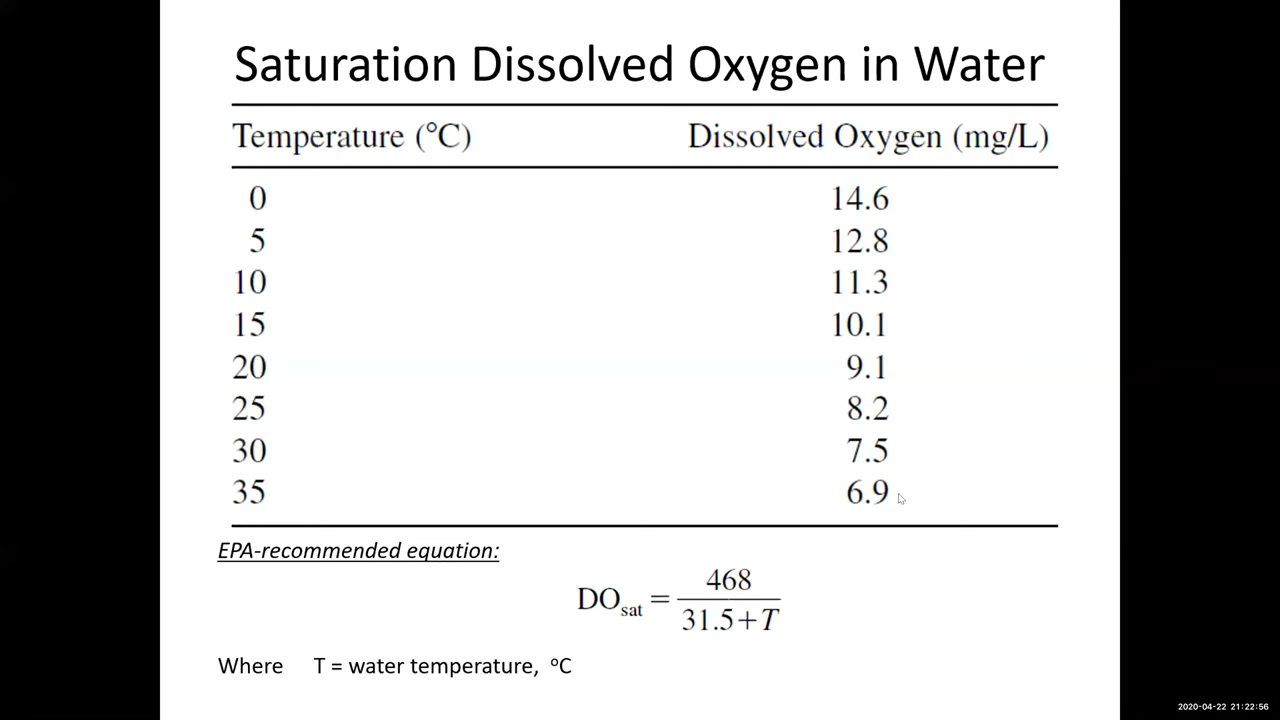 Saturation Dissolved Oxygen in Water
Temperature (°C) Dissolved Oxygen (mg/L)
0 14.6
5 12.8
10 11.3
15 10.1
20 9.1
25 8.2
30 7.5
35 6.9
EPA-recommended equation:
DOsat = 468 / 31.5+T
Where T = water temperature, °C
2020-04-22 21:22:56